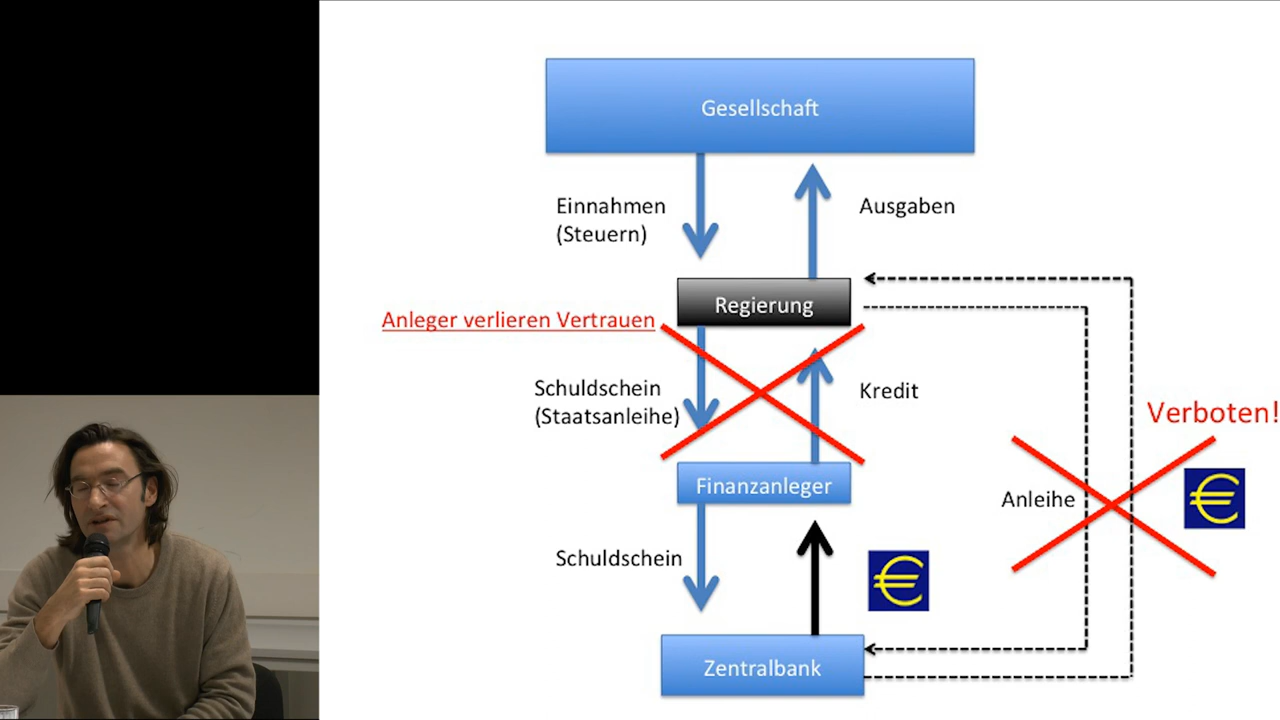 Gesellschaft
Einnahmen
(Steuern)
Ausgaben
Regierung
Anleger verlieren Vertrauen
Schuldschein
(Staatsanleihe)
Kredit
Verboten!
Finanzanleger
Anleihe
€
Schuldschein
€
Zentralbank